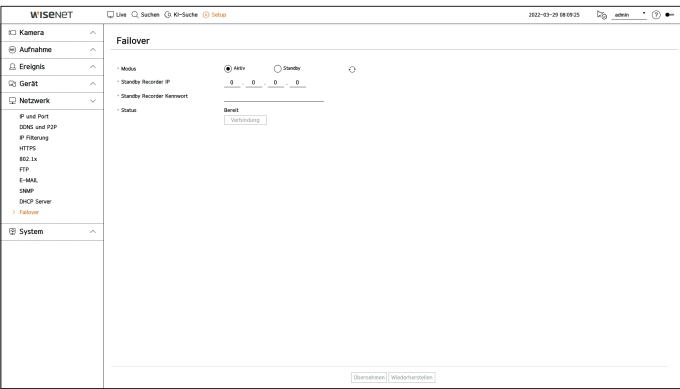 WISENET
Live Suchen KI-Suche Setup
2022-03-29 08:09:25 admin ?
Kamera
Aufnahme
Ereignis
Gerät
Netzwerk
IP und Port
DDNS und P2P
IP Filterung
HTTPS
802.1x
FTP
E-MAIL
SNMP
DHCP Server
Failover
System
Failover
Modus Aktiv Standby
Standby Recorder IP 0 . 0 . 0 . 0
Standby Recorder Kennwort
Status Bereit
Verbindung
Übernehmen Wiederherstellen